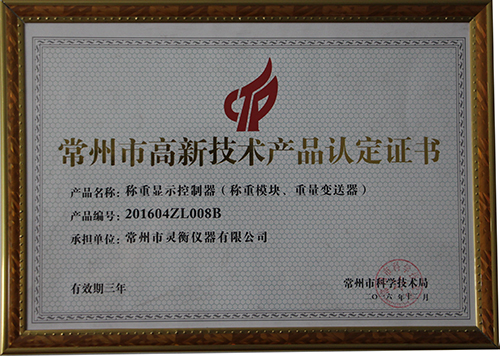 常州市高新技术产品认定证书
产品名称：称重显示控制器（称重模块、重量变送器）
产品编号：201604ZL008B
承担单位：常州市灵衡仪器有限公司
有效期三年
常州市科学技术局
二〇一六年十二月